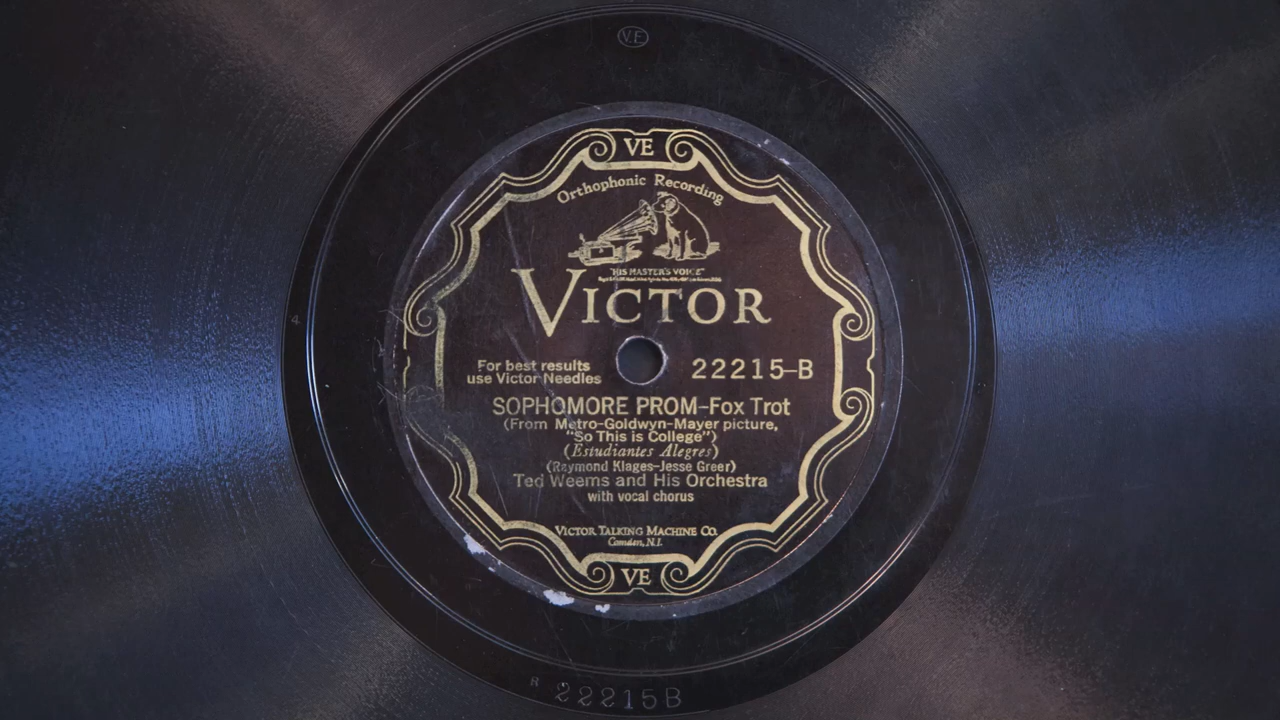 VE
VE
Orthophonic Recording
"HIS MASTER'S VOICE"
VICTOR
4
For best results
use Victor Needles
22215-B
SOPHOMORE PROM-Fox Trot
(From Metro-Goldwyn-Mayer picture,
"So This is College")
(Estudiantes Alegres)
(Raymond Klages-Jesse Greer)
Ted Weems and His Orchestra
with vocal chorus
VICTOR TALKING MACHINE CO.
Camden, N.J.
VE
R 22215B